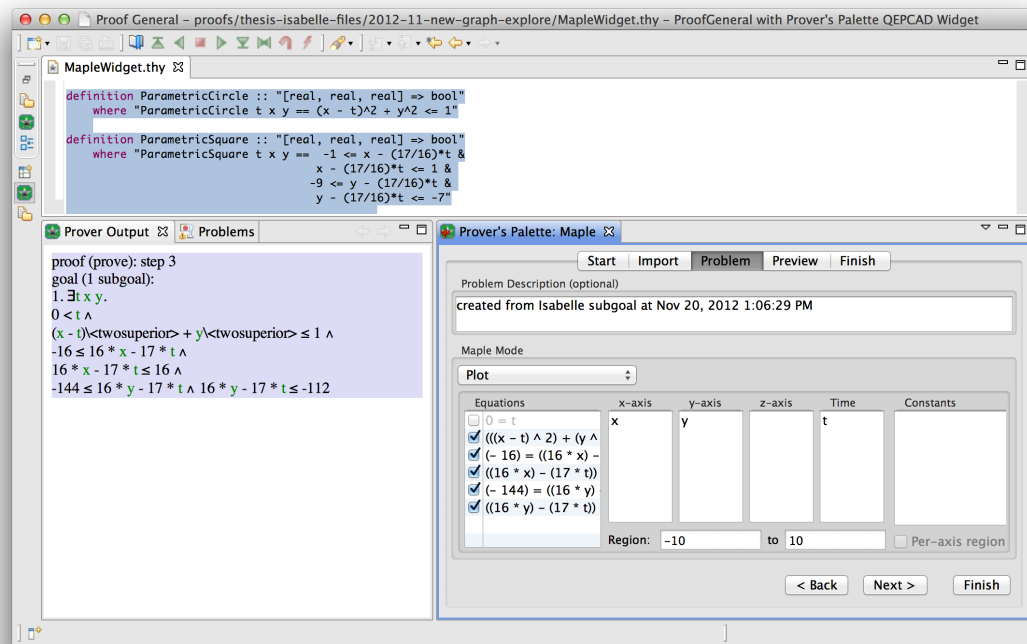 Proof General – proofs/thesis-isabelle-files/2012-11-new-graph-explore/MapleWidget.thy – ProofGeneral with Prover's Palette QEPCAD Widget
MapleWidget.thy
definition ParametricCircle :: "[real, real, real] => bool"
where "ParametricCircle t x y == (x - t)^2 + y^2 <= 1"
definition ParametricSquare :: "[real, real, real] => bool"
where "ParametricSquare t x y == -1 <= x - (17/16)*t &
x - (17/16)*t <= 1 &
-9 <= y - (17/16)*t &
y - (17/16)*t <= -7"
Prover Output
Problems
proof (prove): step 3
goal (1 subgoal):
1. ∃t x y.
0 < t ∧
(x - t)\<twosuperior> + y\<twosuperior> ≤ 1 ∧
-16 ≤ 16 * x - 17 * t ∧
16 * x - 17 * t ≤ 16 ∧
-144 ≤ 16 * y - 17 * t ∧ 16 * y - 17 * t ≤ -112
Prover's Palette: Maple
Start Import Problem Preview Finish
Problem Description (optional)
created from Isabelle subgoal at Nov 20, 2012 1:06:29 PM
Maple Mode
Plot
Equations x-axis y-axis z-axis Time Constants
0 = t
x y t
(((x – t) ^ 2) + (y ^
(– 16) = ((16 * x) –
((16 * x) – (17 * t))
(– 144) = ((16 * y)
((16 * y) – (17 * t))
Region: -10 to 10 Per-axis region
< Back Next > Finish